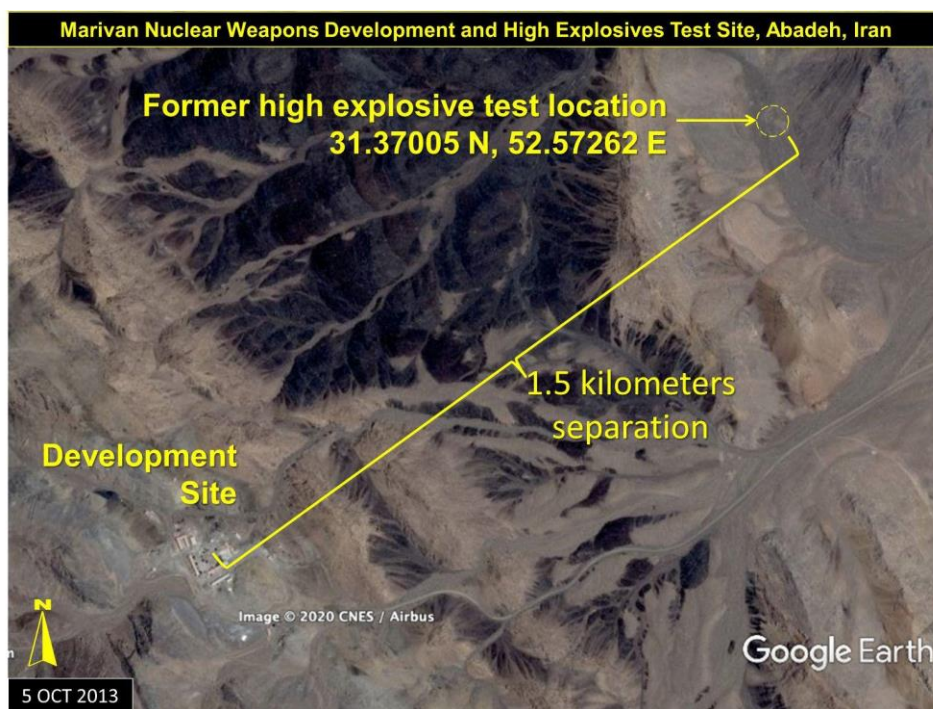 Marivan Nuclear Weapons Development and High Explosives Test Site, Abadeh, Iran
Former high explosive test location
31.37005 N, 52.57262 E
1.5 kilometers
separation
Development
Site
N
Image © 2020 CNES / Airbus
n
Google Earth
5 OCT 2013